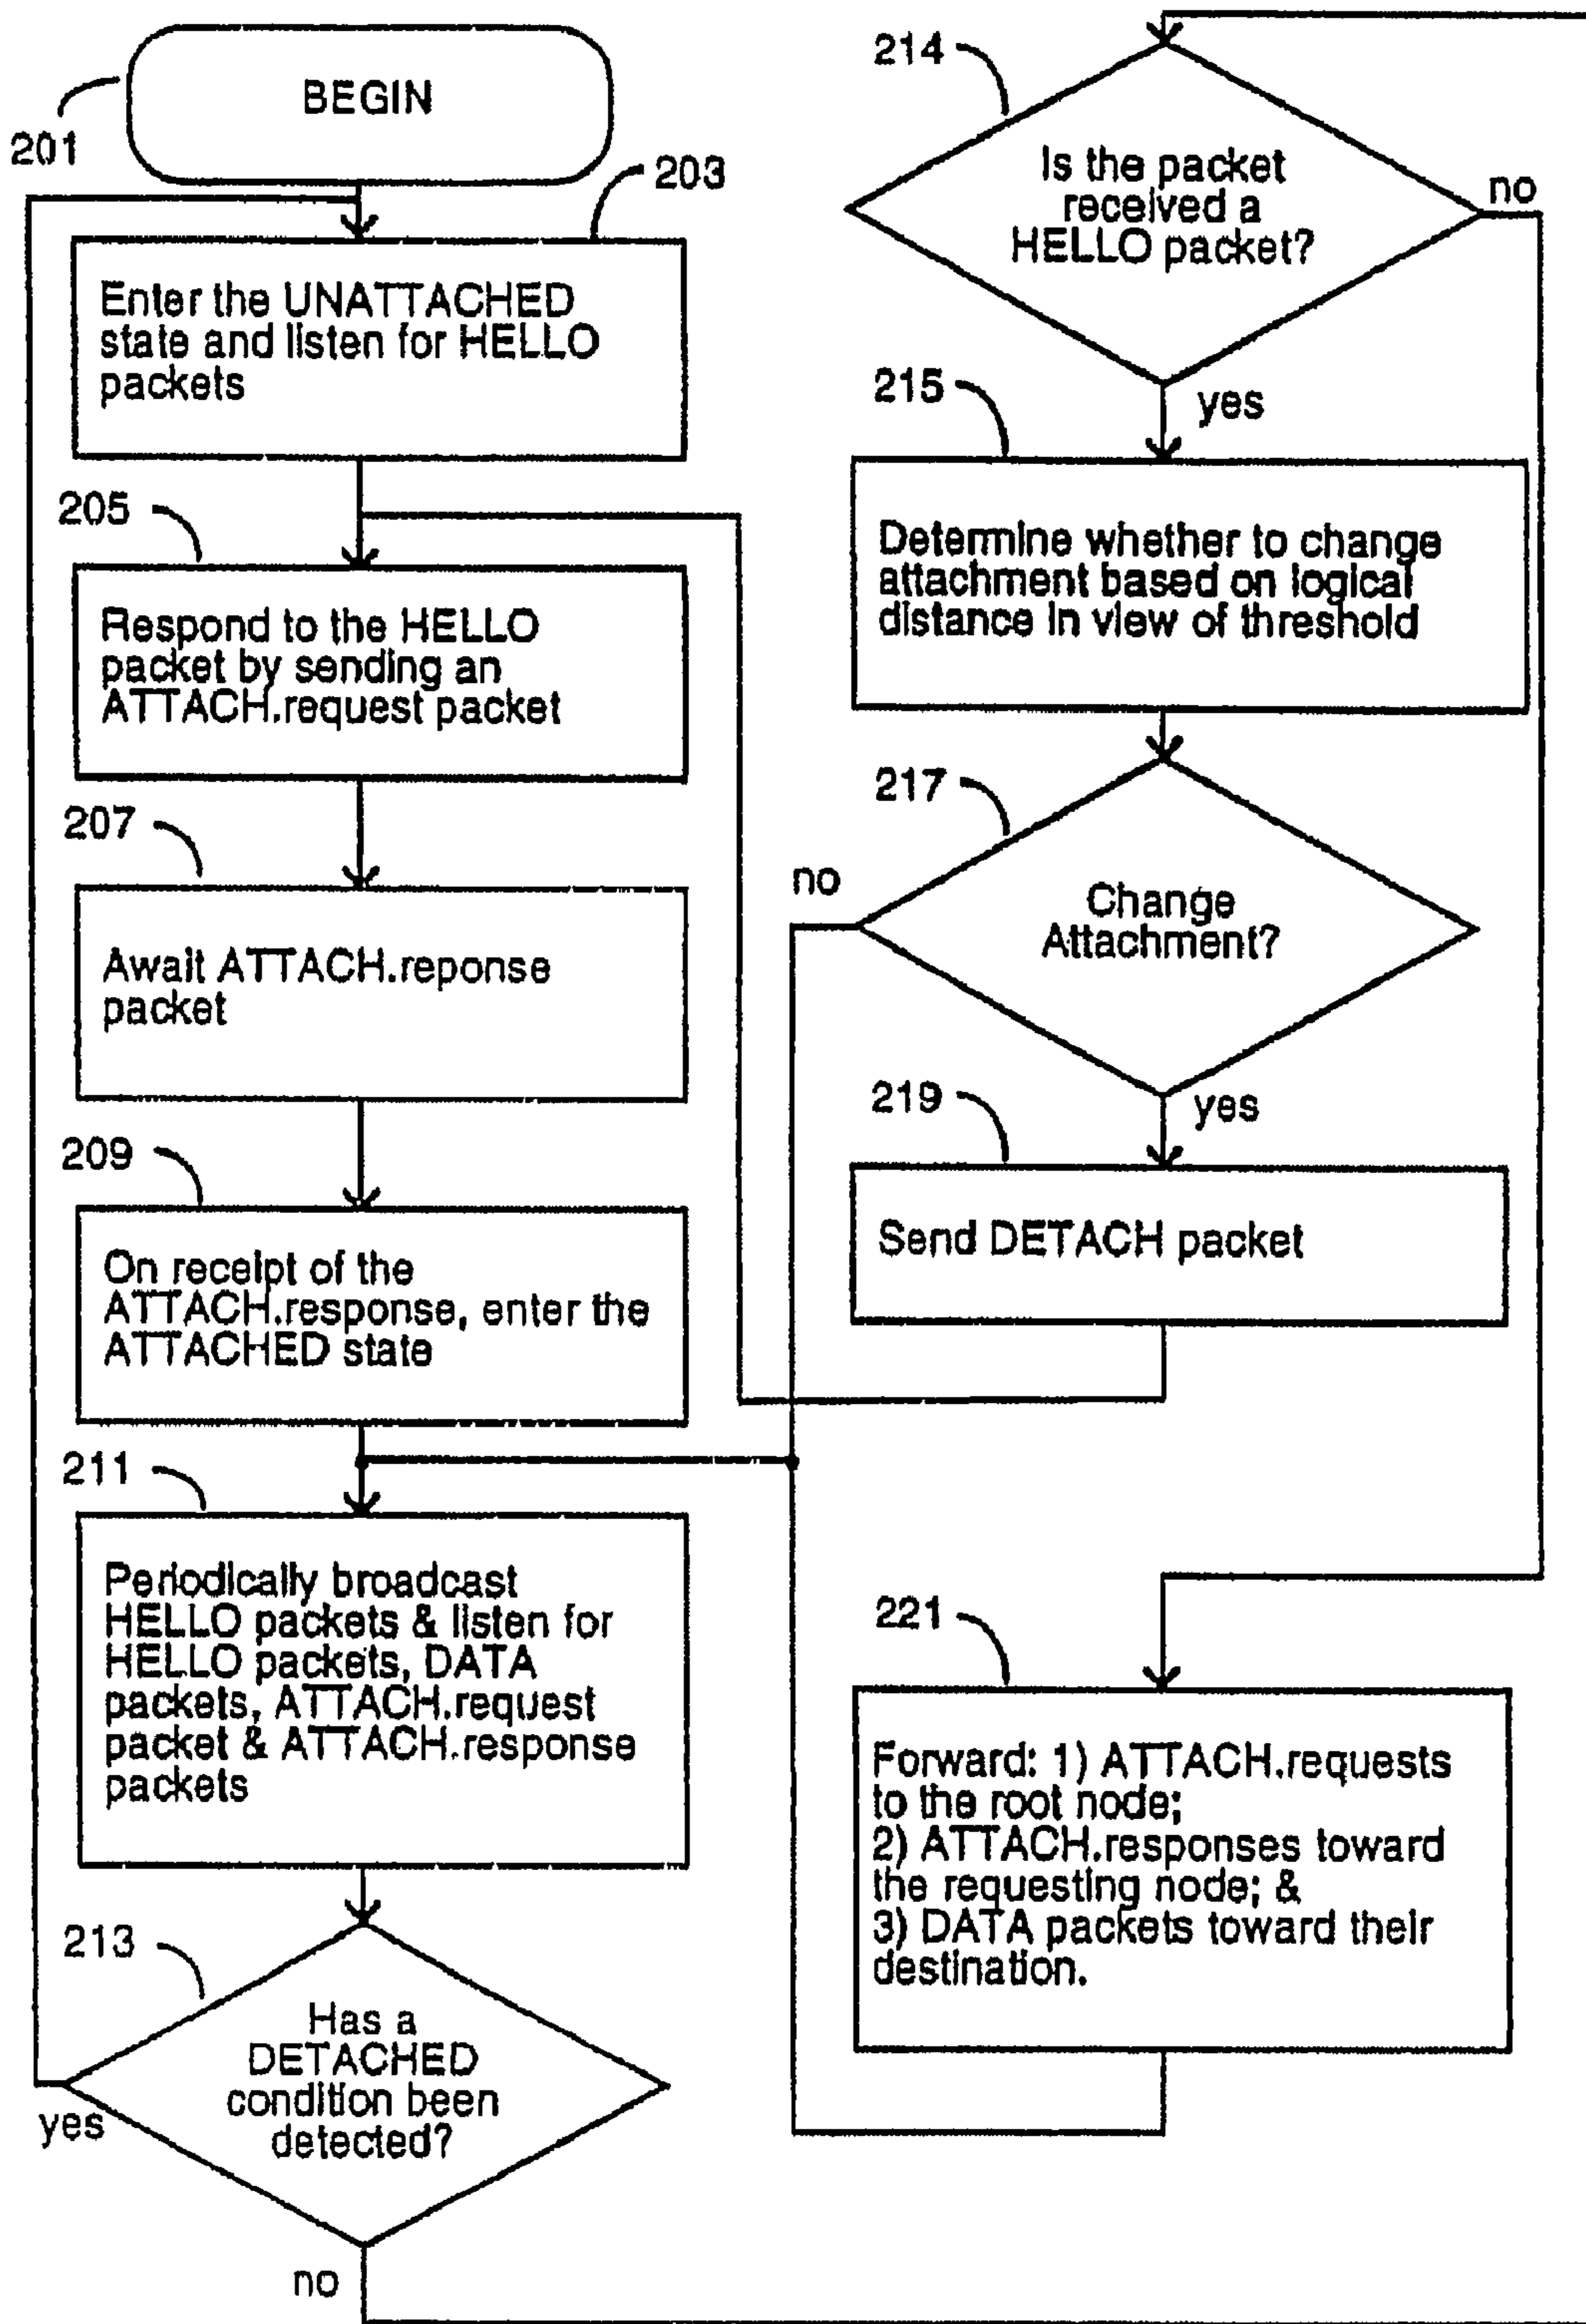 201
BEGIN
203
Enter the UNATTACHED
state and listen for HELLO
packets
205
Respond to the HELLO
packet by sending an
ATTACH.request packet
207
Await ATTACH.reponse
packet
209
On receipt of the
ATTACH.response, enter the
ATTACHED state
211
Periodically broadcast
HELLO packets & listen for
HELLO packets, DATA
packets, ATTACH.request
packet & ATTACH.response
packets
213
Has a
DETACHED
condition been
detected?
yes
no
214
Is the packet
received a
HELLO packet?
no
yes
215
Determine whether to change
attachment based on logical
distance in view of threshold
217
Change
Attachment?
no
yes
219
Send DETACH packet
221
Forward: 1) ATTACH.requests
to the root node;
2) ATTACH.responses toward
the requesting node; &
3) DATA packets toward their
destination.